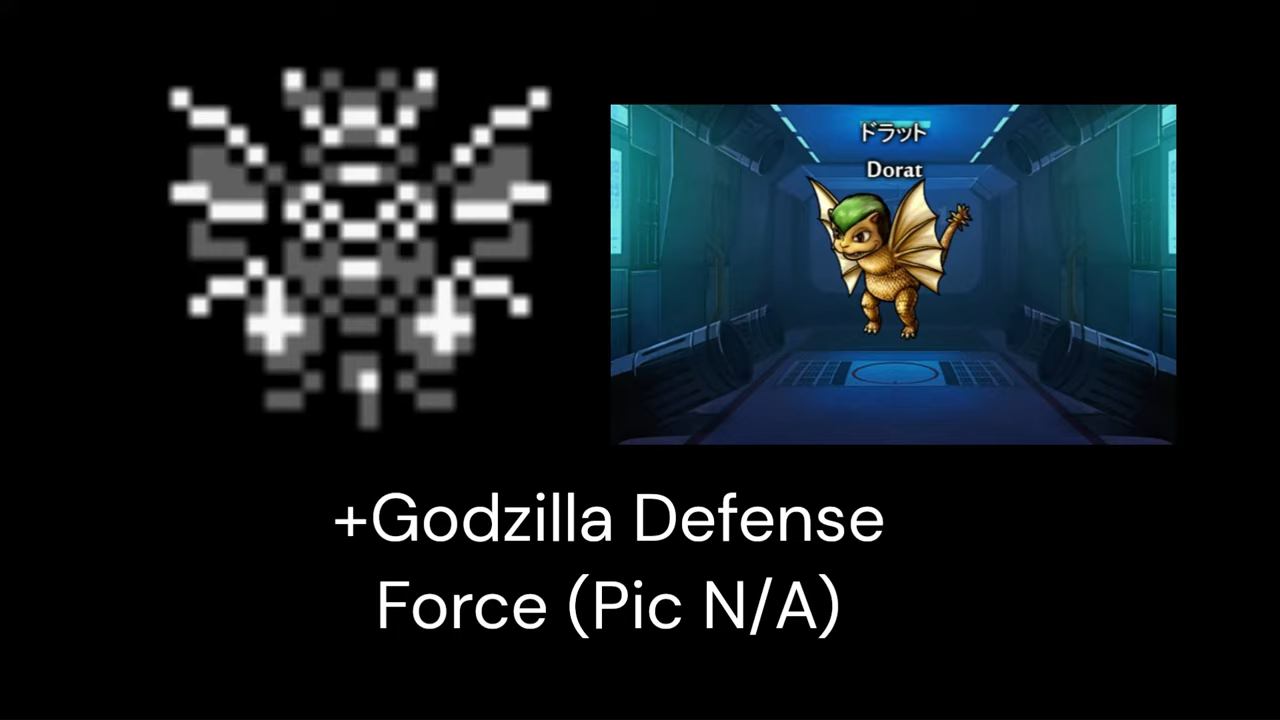 ドラット
Dorat
+Godzilla Defense
Force (Pic N/A)